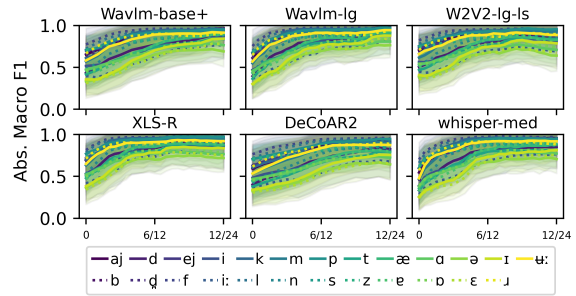 Wavlm-base+ Wavlm-lg W2V2-lg-ls
1.0
0.5
0.0
Abs. Macro F1
XLS-R DeCoAR2 whisper-med
1.0
0.5
0.0
0 6/12 12/24 0 6/12 12/24 0 6/12 12/24
aj d ej i k m p t æ ɑ ə ɪ ʉː
b d̪ f iː l n s z ɐ ɒ ɛ ɹ